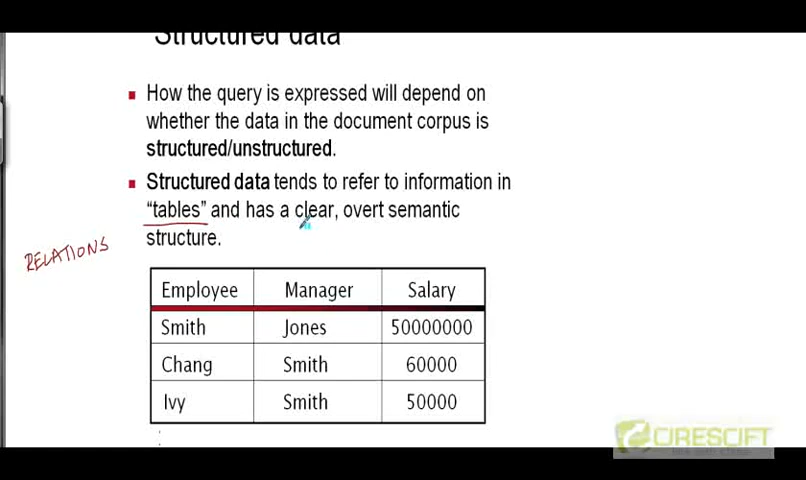 Structured data
How the query is expressed will depend on
whether the data in the document corpus is
structured/unstructured.
Structured data tends to refer to information in
“tables” and has a clear, overt semantic
structure.
RELATIONS
Employee Manager Salary
Smith Jones 50000000
Chang Smith 60000
Ivy Smith 50000